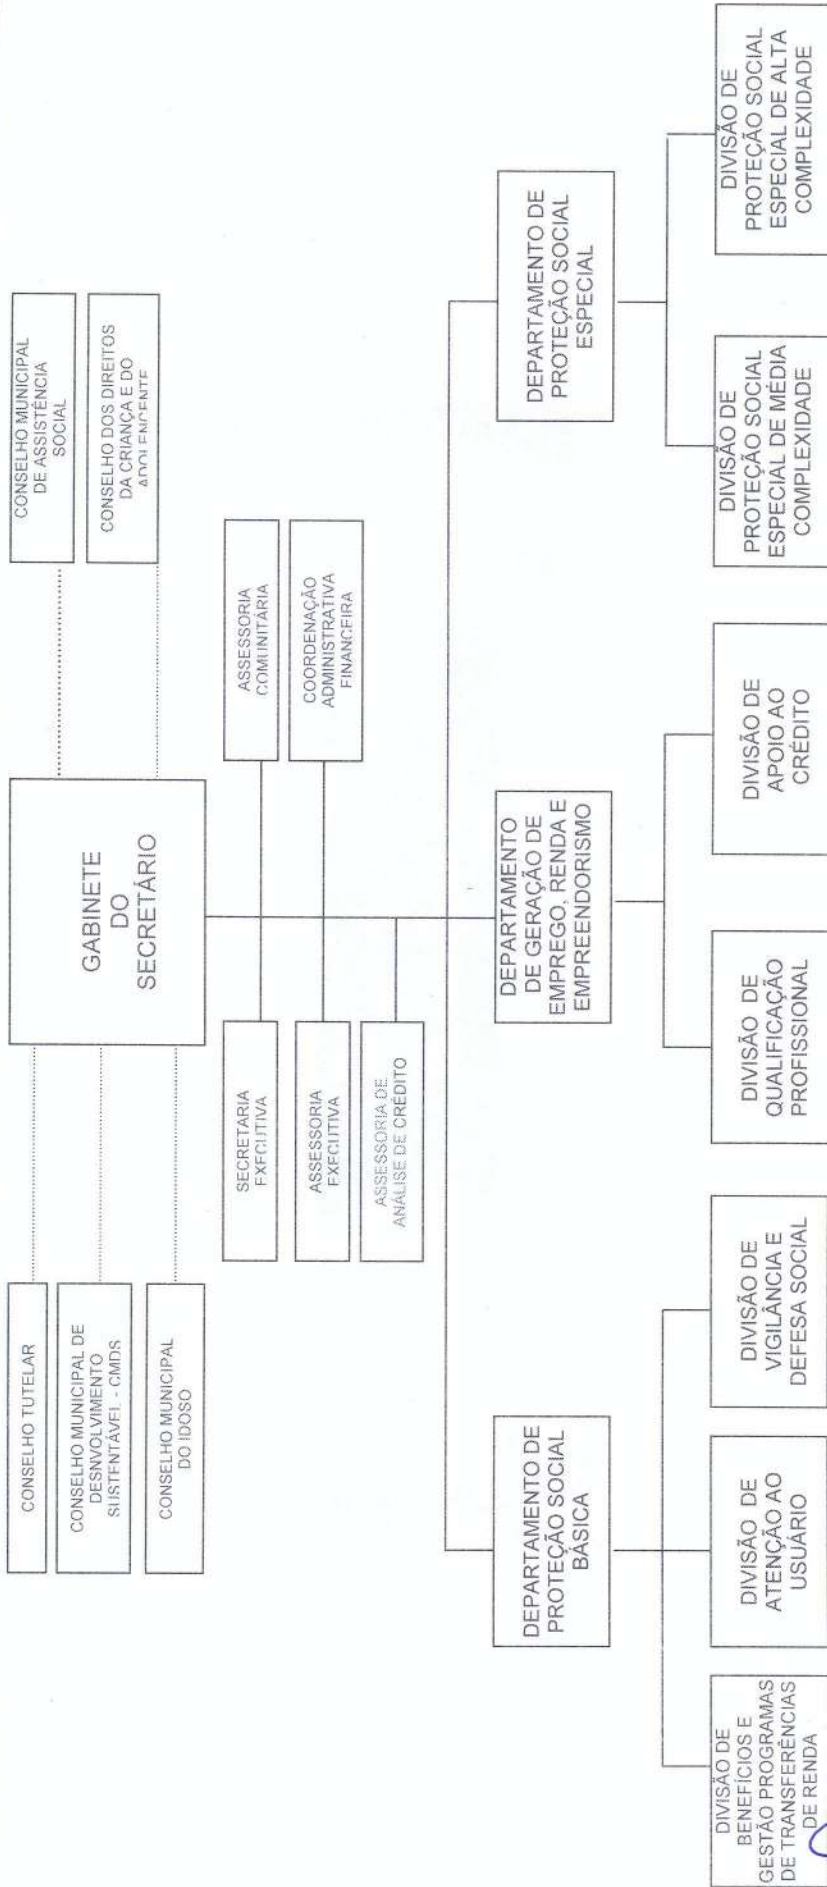 CONSELHO TUTELAR
CONSELHO MUNICIPAL DE
DESNVOLVIMENTO
SUSTENTÁVEL - CMDS
CONSELHO MUNICIPAL
DO IDOSO
GABINETE
DO
SECRETÁRIO
CONSELHO MUNICIPAL
DE ASSISTÊNCIA
SOCIAL
CONSELHO DOS DIREITOS
DA CRIANÇA E DO
ADOLENCENTE
SECRETARIA
EXECUTIVA
ASSESSORIA
COMUNITÁRIA
ASSESSORIA
EXECUTIVA
COORDENAÇÃO
ADMINISTRATIVA
FINANCEIRA
ASSESSORIA DE
ANÁLISE DE CRÉDITO
DEPARTAMENTO DE
PROTEÇÃO SOCIAL
BÁSICA
DEPARTAMENTO
DE GERAÇÃO DE
EMPREGO, RENDA E
EMPREENDORISMO
DEPARTAMENTO DE
PROTEÇÃO SOCIAL
ESPECIAL
DIVISÃO DE
BENEFÍCIOS E
GESTÃO PROGRAMAS
DE TRANSFERÊNCIAS
DE RENDA
DIVISÃO DE
ATENÇÃO AO
USUÁRIO
DIVISÃO DE
VIGILÂNCIA E
DEFESA SOCIAL
DIVISÃO DE
QUALIFICAÇÃO
PROFISSIONAL
DIVISÃO DE
APOIO AO
CRÉDITO
DIVISÃO DE
PROTEÇÃO SOCIAL
ESPECIAL DE MÉDIA
COMPLEXIDADE
DIVISÃO DE
PROTEÇÃO SOCIAL
ESPECIAL DE ALTA
COMPLEXIDADE